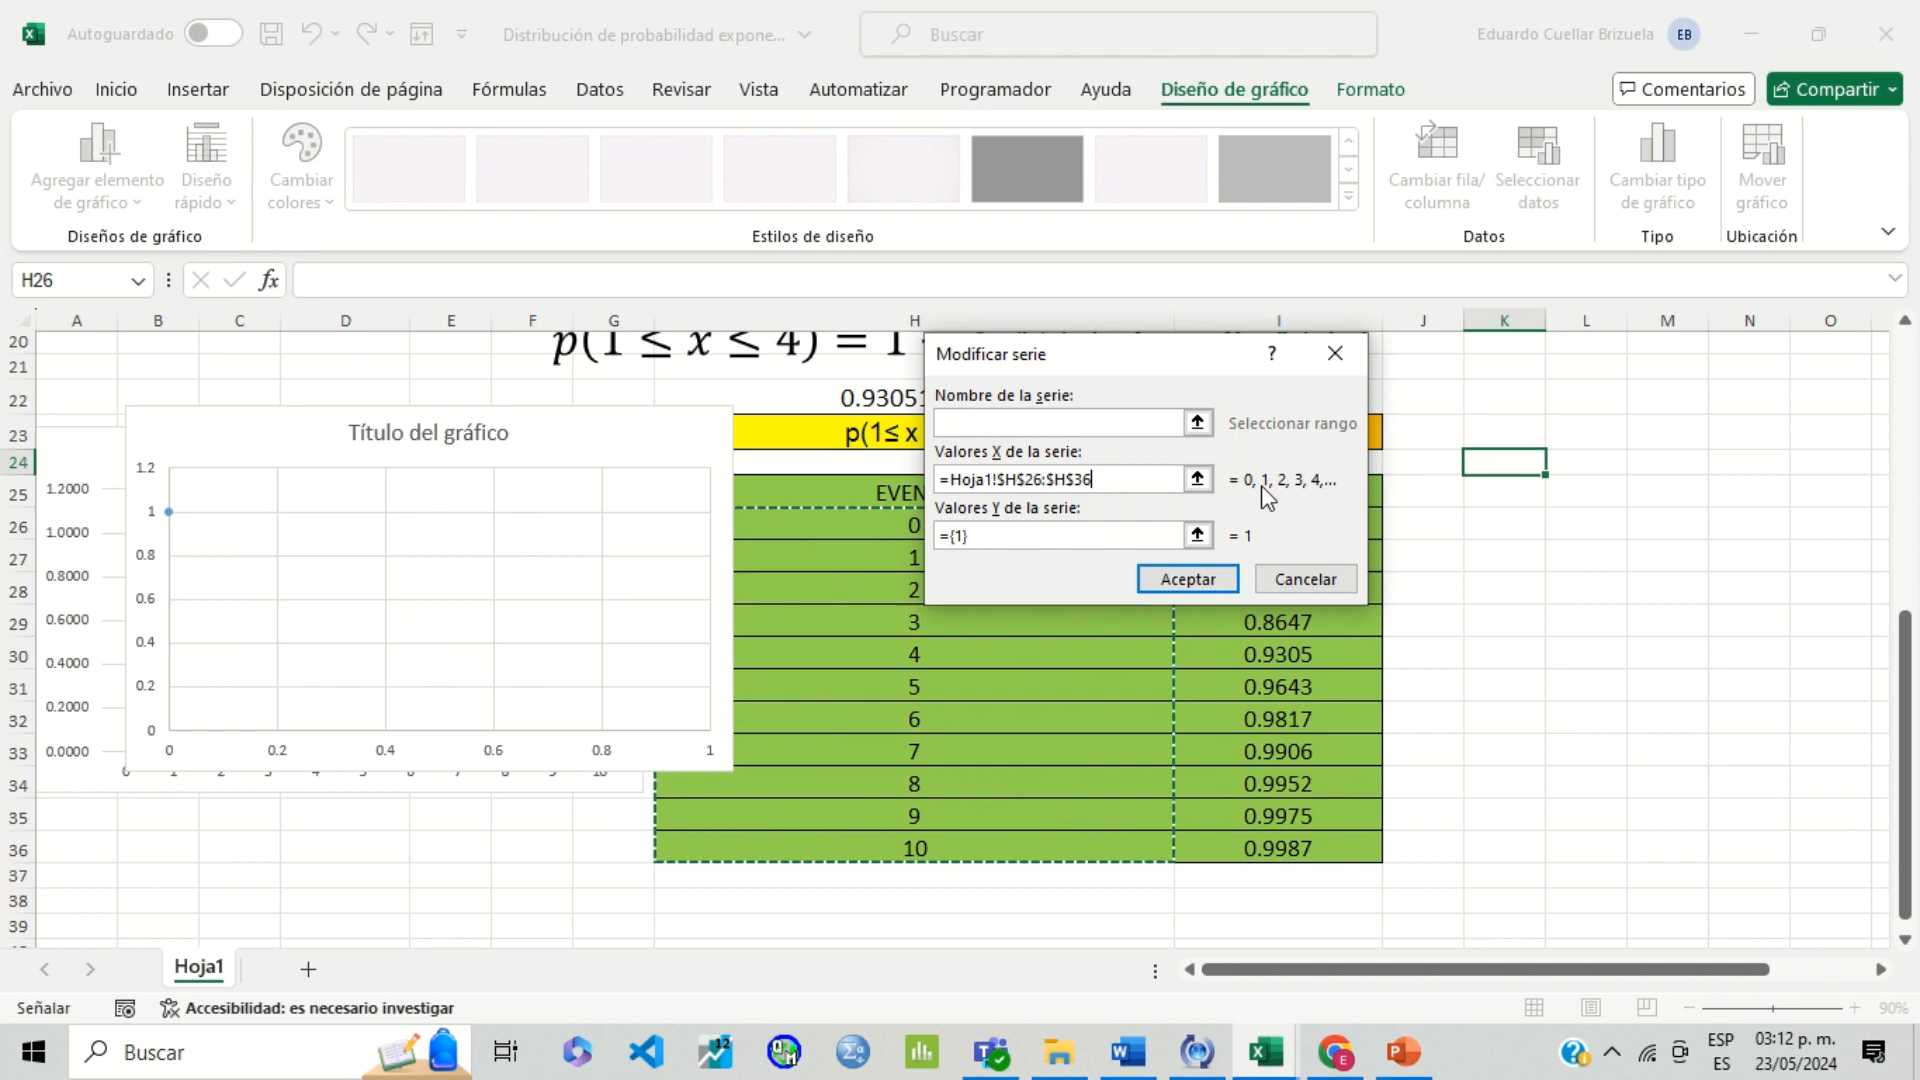 Autoguardado
Distribución de probabilidad expone...
Buscar
Eduardo Cuellar Brizuela
EB
Archivo Inicio Insertar Disposición de página Fórmulas Datos Revisar Vista Automatizar Programador Ayuda Diseño de gráfico Formato
Comentarios
Compartir
Agregar elemento de gráfico
Diseño rápido
Cambiar colores
Cambiar fila/ columna
Seleccionar datos
Cambiar tipo de gráfico
Mover gráfico
Diseños de gráfico
Estilos de diseño
Datos
Tipo
Ubicación
H26
fx
A B C D E F G H I J K L M N O
20
p(1 ≤ x ≤ 4) = 1
21
22 0.93051
23 p(1≤ x
24
25 EVEN
26 0
27 1
28 2
29 3 0.8647
30 4 0.9305
31 5 0.9643
32 6 0.9817
33 7 0.9906
34 8 0.9952
35 9 0.9975
36 10 0.9987
37
38
39
Título del gráfico
1.2
1
0.8
0.6
0.4
0.2
0
0 0.2 0.4 0.6 0.8 1
1.2000
1.0000
0.8000
0.6000
0.4000
0.2000
0.0000
Modificar serie
?
Nombre de la serie:
Seleccionar rango
Valores X de la serie:
=Hoja1!$H$26:$H$36
= 0, 1, 2, 3, 4,...
Valores Y de la serie:
={1}
= 1
Aceptar
Cancelar
Hoja1
Señalar
Accesibilidad: es necesario investigar
90%
Buscar
12
ESP
ES
03:12 p. m.
23/05/2024